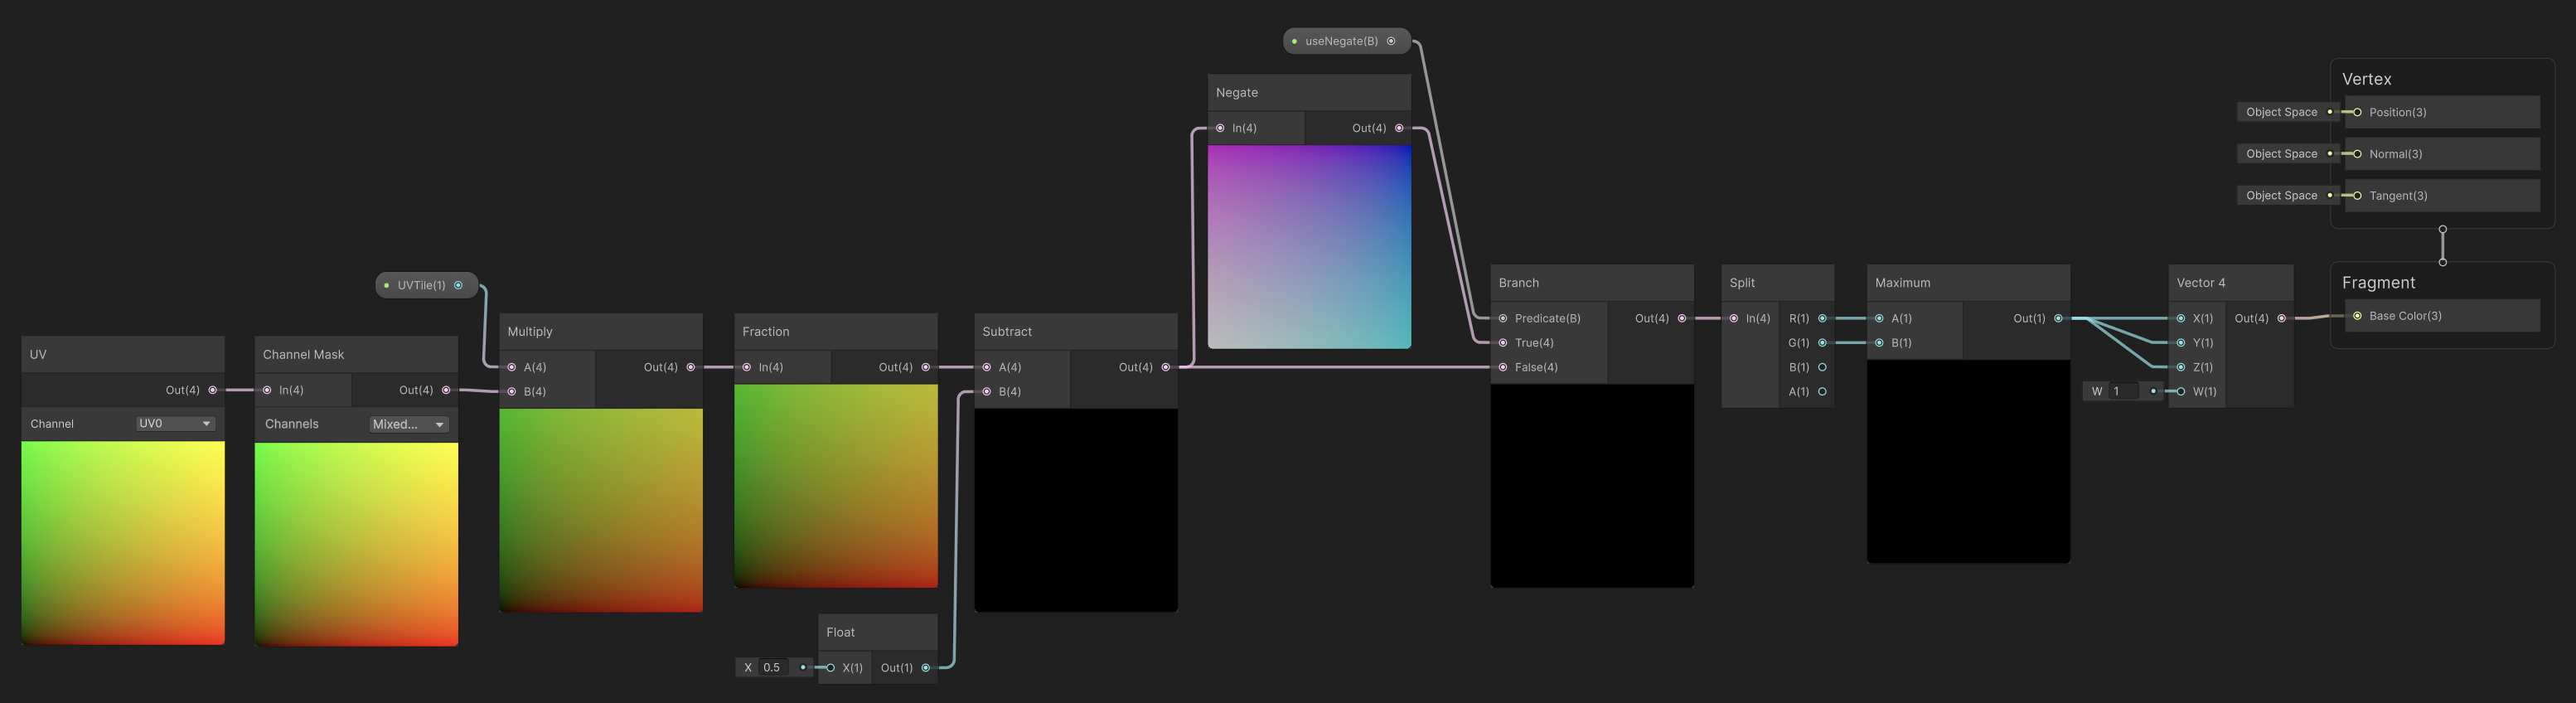 UV
Out(4)
Channel UV0
Channel Mask
In(4) Out(4)
Channels Mixed...
UVTile(1)
Multiply
A(4) Out(4)
B(4)
Fraction
In(4) Out(4)
Float
X 0.5 X(1) Out(1)
Subtract
A(4) Out(4)
B(4)
useNegate(B)
Negate
In(4) Out(4)
Branch
Predicate(B) Out(4)
True(4)
False(4)
Split
In(4) R(1)
G(1)
B(1)
A(1)
Maximum
A(1) Out(1)
B(1)
Vector 4
X(1) Out(4)
Y(1)
Z(1)
W 1 W(1)
Vertex
Object Space Position(3)
Object Space Normal(3)
Object Space Tangent(3)
Fragment
Base Color(3)